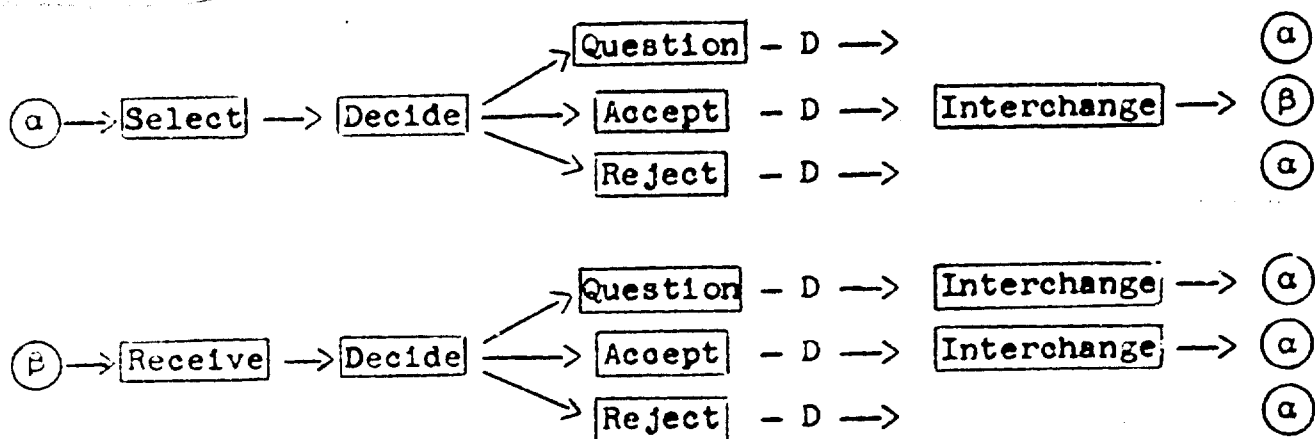 Question – D —> α
α —> Select —> Decide —> Accept – D —> Interchange —> β
Reject – D —> α
Question – D —> Interchange —> α
β —> Receive —> Decide —> Accept – D —> Interchange —> α
Reject – D —> α